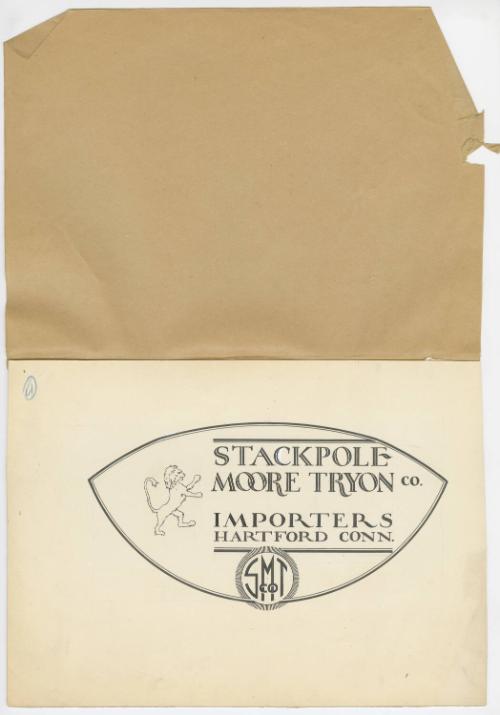 STACKPOLE
MOORE TRYON CO.
IMPORTERS
HARTFORD CONN.
SMT
CO